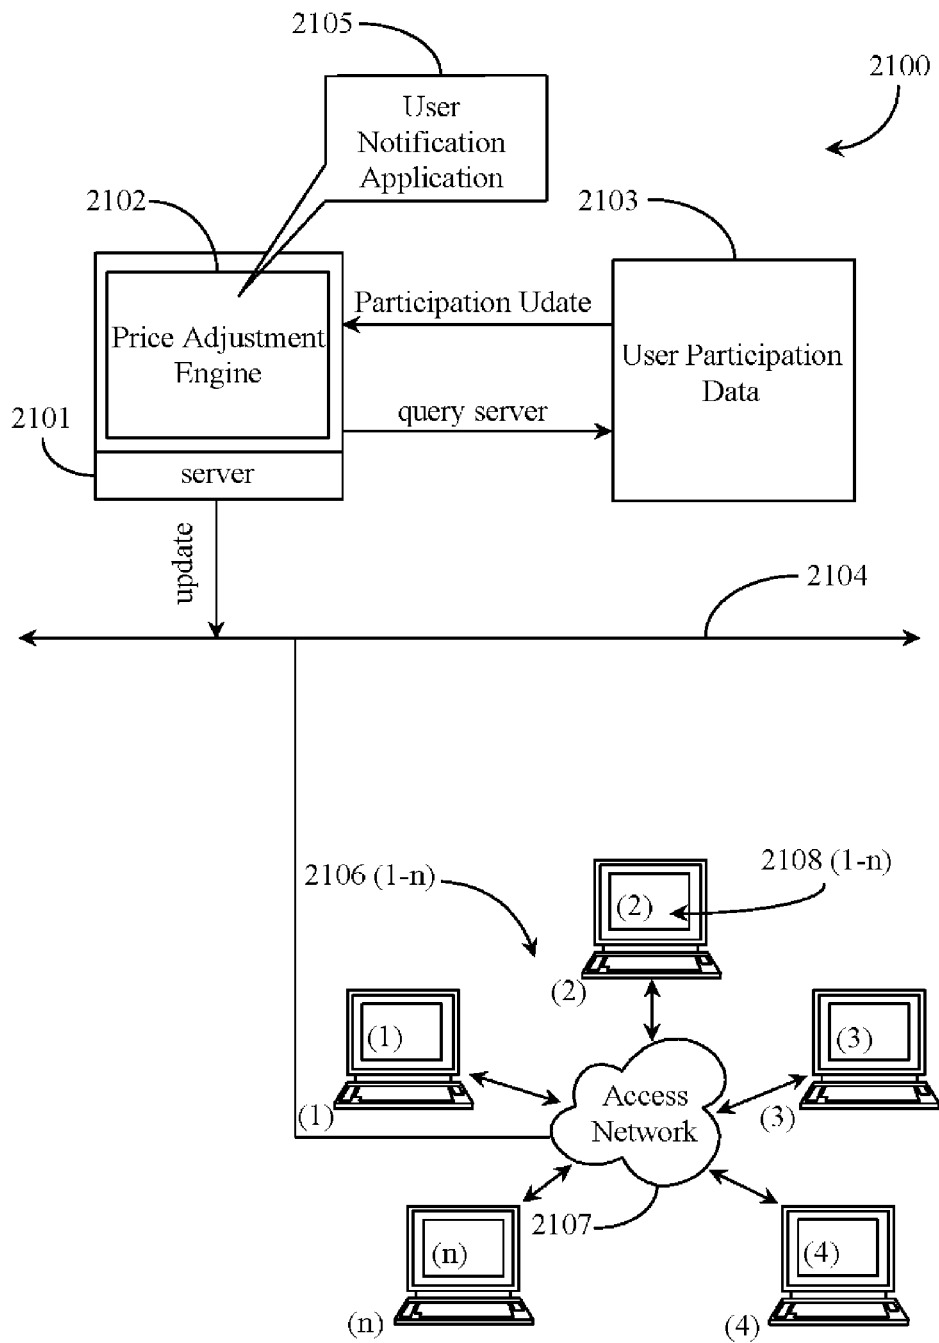 2105
2100
User
Notification
Application
2102
2103
Participation Udate
Price Adjustment
Engine
User Participation
Data
query server
2101
server
update
2104
2106 (1-n)
2108 (1-n)
(2)
(2)
(1)
(3)
Access
Network
(1)
(3)
2107
(n)
(4)
(n)
(4)